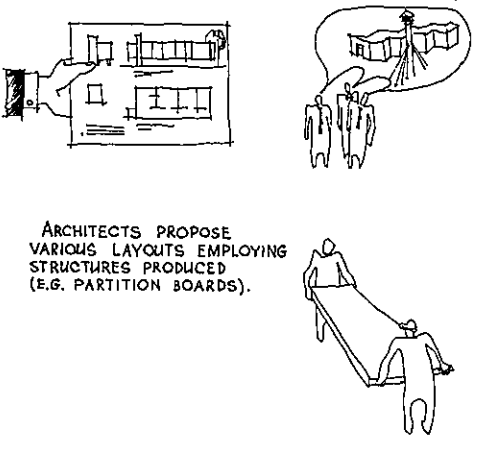 ARCHITECTS PROPOSE
VARIOUS LAYOUTS EMPLOYING
STRUCTURES PRODUCED
(E.G. PARTITION BOARDS).